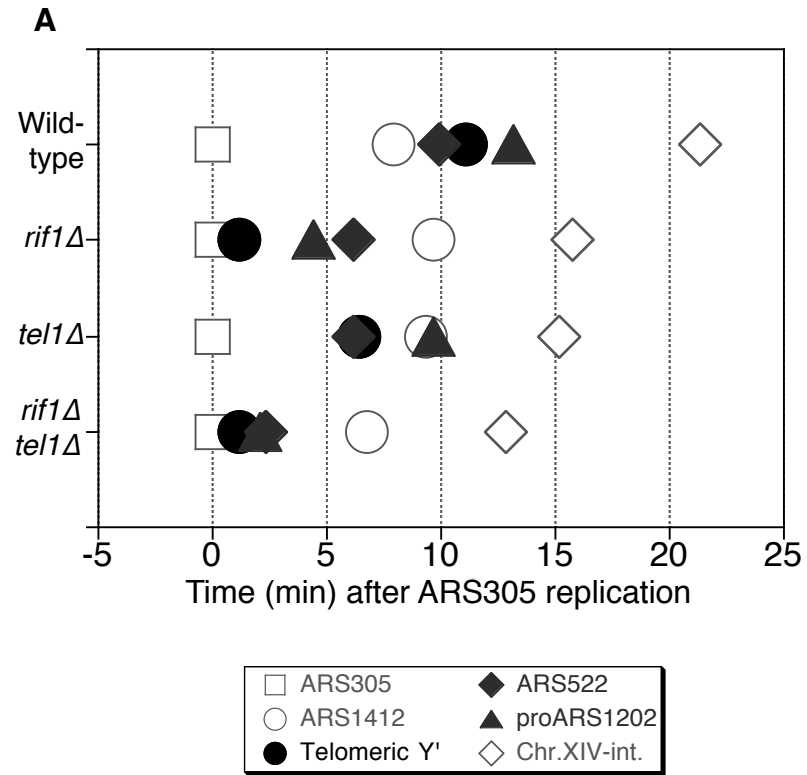 A
Wild-
type
rif1Δ
tel1Δ
rif1Δ
tel1Δ
-5 0 5 10 15 20 25
Time (min) after ARS305 replication
ARS305 ARS522
ARS1412 proARS1202
Telomeric Y' Chr.XIV-int.